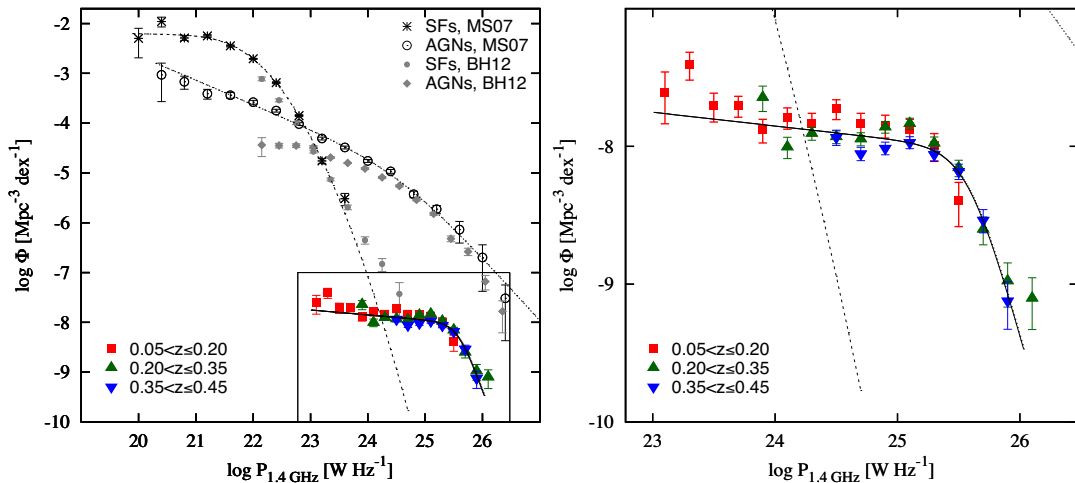 -2
-3
-4
-5
-6
-7
-8
-9
-10
log Φ [Mpc⁻³ dex⁻¹]
SFs, MS07
AGNs, MS07
SFs, BH12
AGNs, BH12
0.05<z≤0.20
0.20<z≤0.35
0.35<z≤0.45
20 21 22 23 24 25 26
log P1.4 GHz [W Hz⁻¹]
-7
-8
-9
-10
log Φ [Mpc⁻³ dex⁻¹]
0.05<z≤0.20
0.20<z≤0.35
0.35<z≤0.45
23 24 25 26
log P1.4 GHz [W Hz⁻¹]